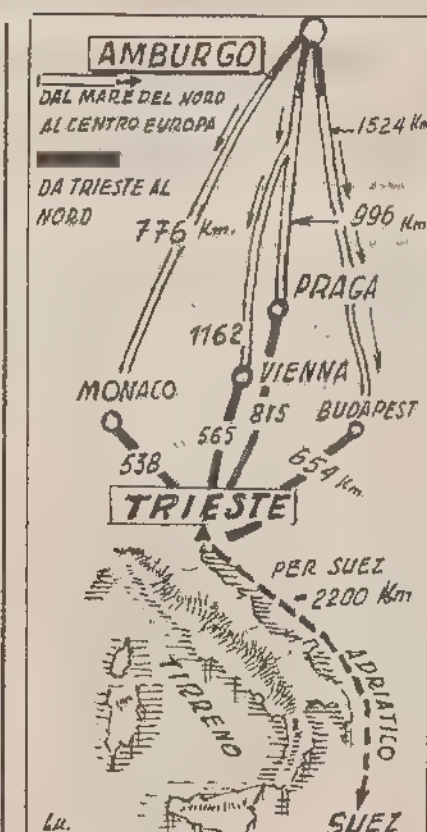 AMBURGO
DAL MARE DEL NORD
AL CENTRO EUROPA
DA TRIESTE AL
NORD
1524 Km
776 Km.
996 Km
PRAGA
1162
VIENNA
MONACO
815
BUDAPEST
565
538
654 Km.
TRIESTE
PER SUEZ
2200 Km
ADRIATICO
TIRRENO
Lu.
SUEZ